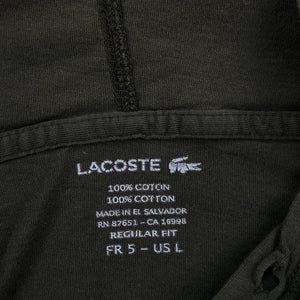 LACOSTE
100% COTON
100% COTTON
MADE IN EL SALVADOR
RN 87651 – CA 16998
REGULAR FIT
FR 5 – US L